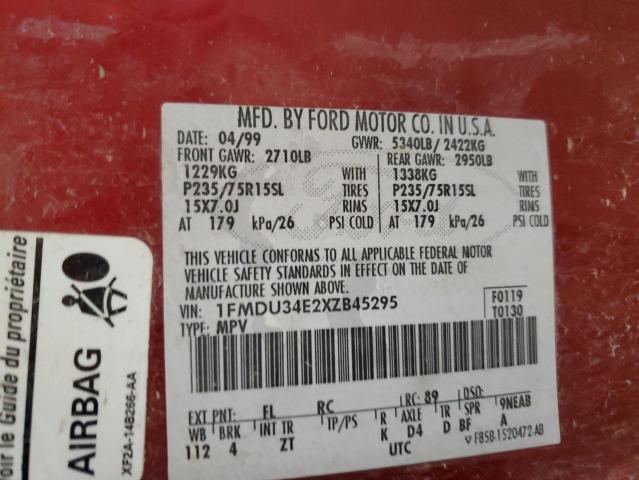 MFD. BY FORD MOTOR CO. IN U.S.A.
DATE: 04/99 GVWR: 5340LB/ 2422KG
FRONT GAWR: 2710LB REAR GAWR: 2950LB
1229KG WITH 1338KG WITH
P235/75R15SL TIRES P235/75R15SL TIRES
15X7.0J RIMS 15X7.0J RIMS
AT 179 kPa/26 PSI COLD AT 179 kPa/26 PSI COLD
THIS VEHICLE CONFORMS TO ALL APPLICABLE FEDERAL MOTOR
VEHICLE SAFETY STANDARDS IN EFFECT ON THE DATE OF
MANUFACTURE SHOWN ABOVE.
VIN: 1FMDU34E2XZB45295 F0119
TYPE: MPV T0130
EXT PNT: FL RC LRC: 89 DSO: 9NEAB
WB BRK INT TR TP/PS R AXLE TR SPR A
112 4 ZT K D4 D BF
UTC ▽ F85B-1520472-AB
oir le Guide du propriétaire
AIRBAG
XF2A-14B266-AA